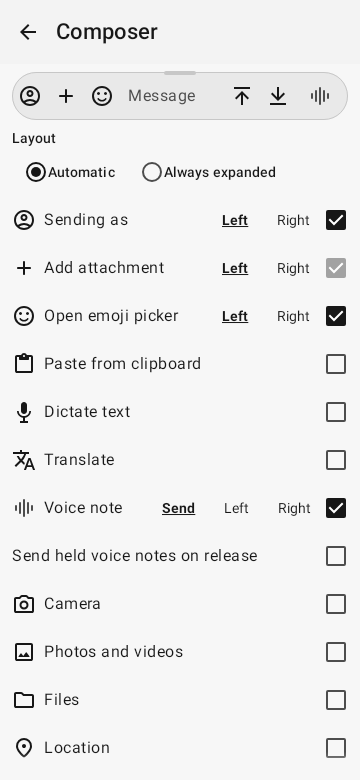 Composer
Message
Layout
Automatic Always expanded
Sending as Left Right
Add attachment Left Right
Open emoji picker Left Right
Paste from clipboard
Dictate text
Translate
Voice note Send Left Right
Send held voice notes on release
Camera
Photos and videos
Files
Location